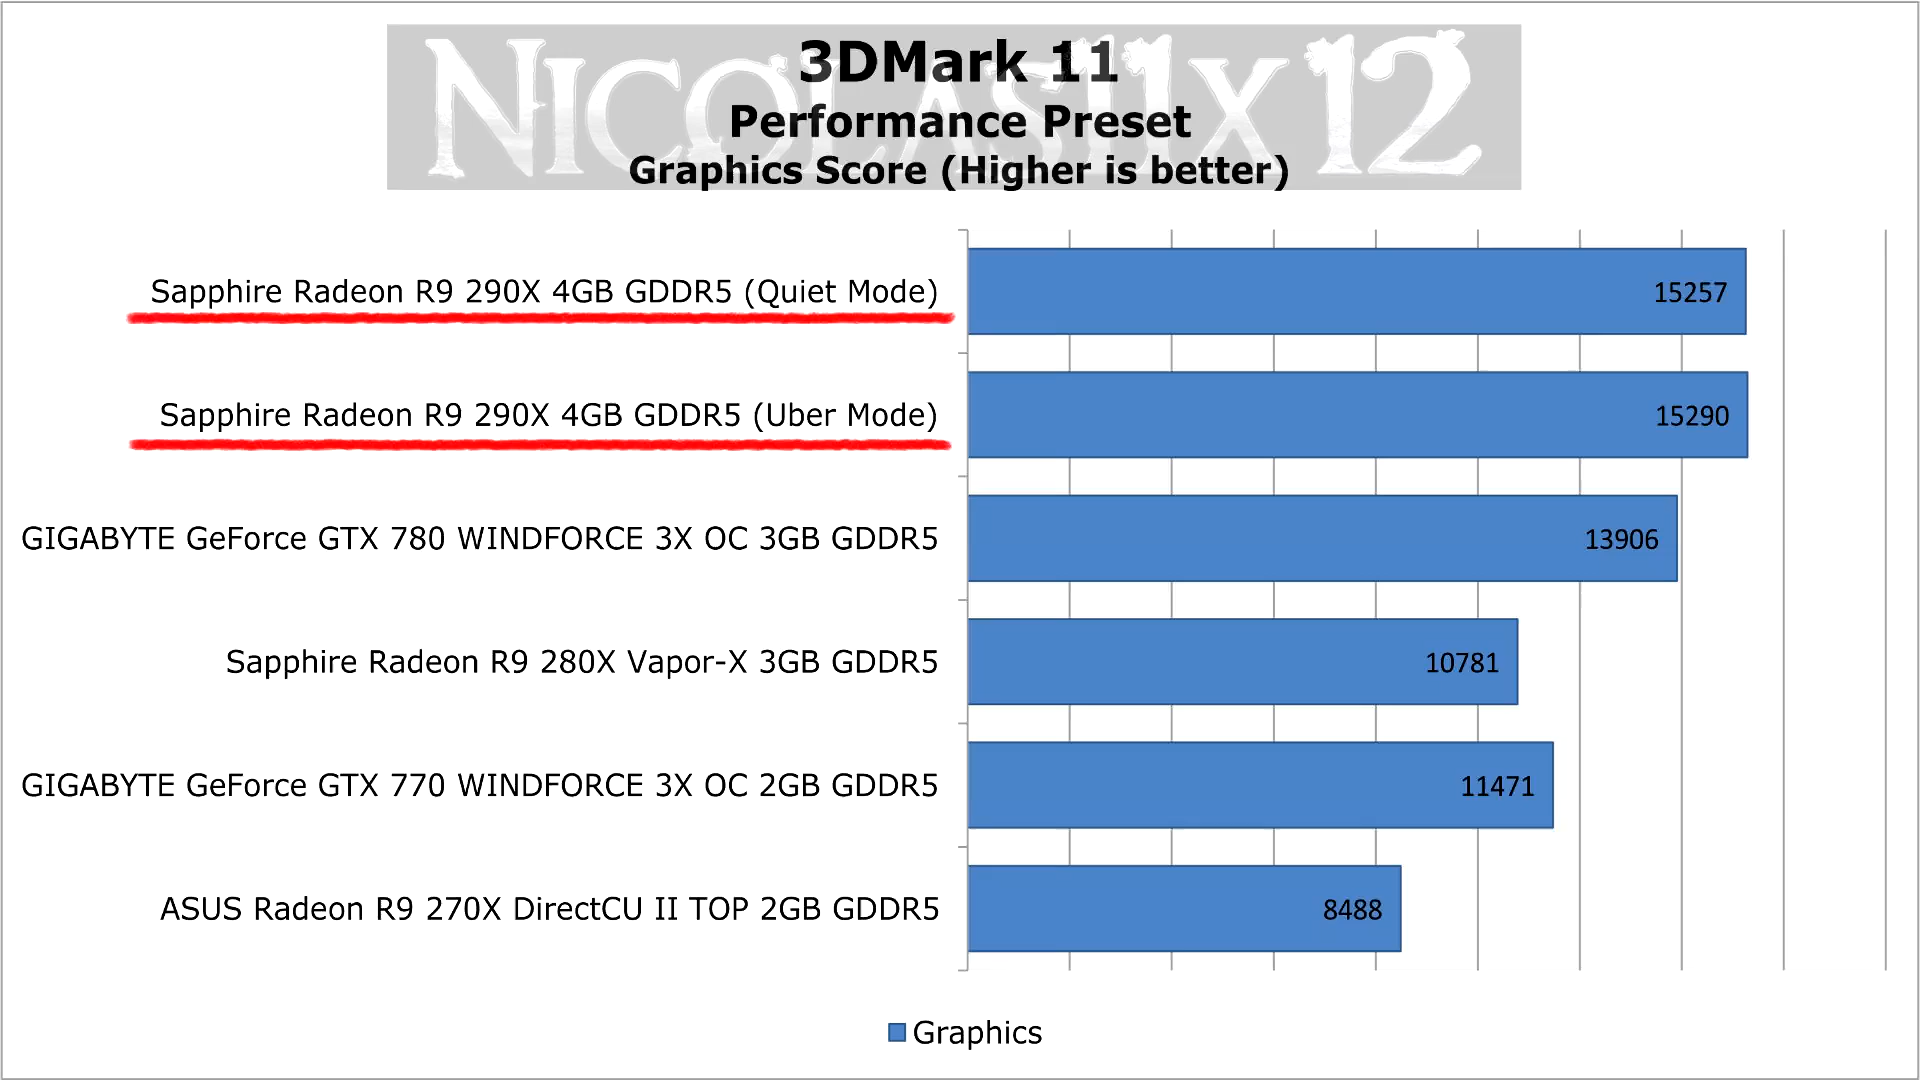 NICOLAS11X12
3DMark 11
Performance Preset
Graphics Score (Higher is better)
Sapphire Radeon R9 290X 4GB GDDR5 (Quiet Mode) 15257
Sapphire Radeon R9 290X 4GB GDDR5 (Uber Mode) 15290
GIGABYTE GeForce GTX 780 WINDFORCE 3X OC 3GB GDDR5 13906
Sapphire Radeon R9 280X Vapor-X 3GB GDDR5 10781
GIGABYTE GeForce GTX 770 WINDFORCE 3X OC 2GB GDDR5 11471
ASUS Radeon R9 270X DirectCU II TOP 2GB GDDR5 8488
Graphics